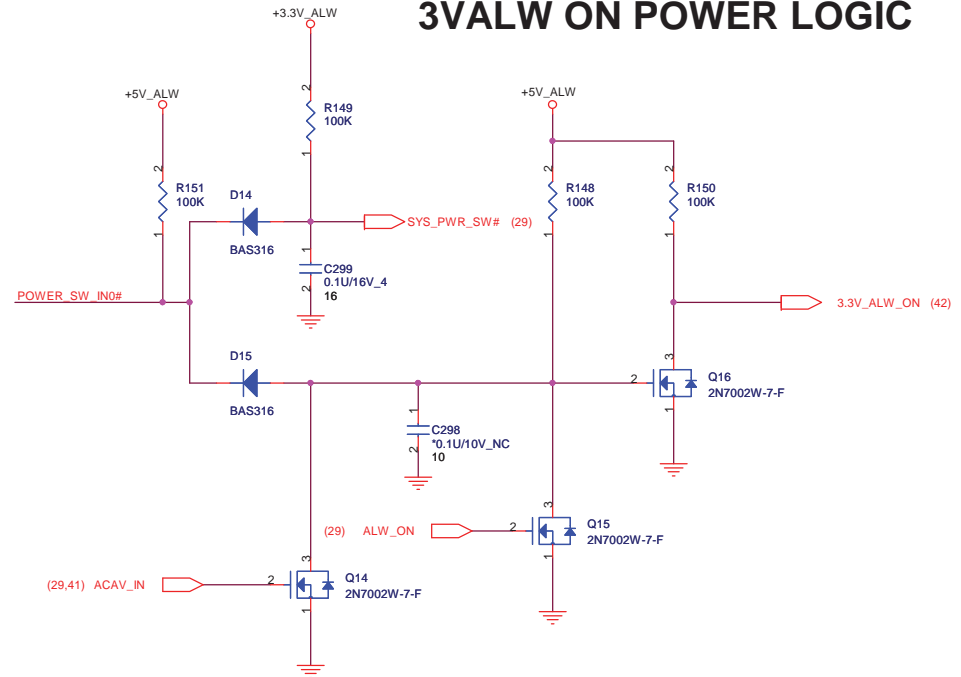 3VALW ON POWER LOGIC
+3.3V_ALW
+5V_ALW
+5V_ALW
2
R149
100K
1
2
R151
100K
1
D14
BAS316
2
R148
100K
1
2
R150
100K
1
SYS_PWR_SW# (29)
1
C299
0.1U/16V_4
2
16
POWER_SW_IN0#
3.3V_ALW_ON (42)
D15
BAS316
3
2
Q16
2N7002W-7-F
1
1
C298
*0.1U/10V_NC
2
10
(29) ALW_ON
3
2
Q15
2N7002W-7-F
1
(29,41) ACAV_IN
3
2
Q14
2N7002W-7-F
1